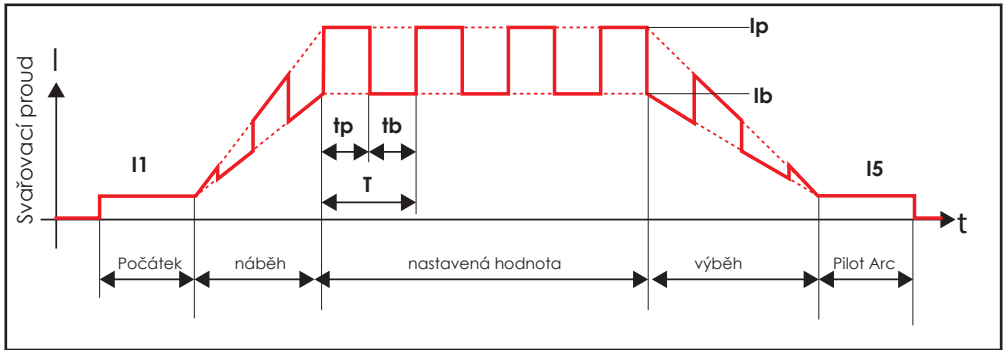 Ip
I
Ib
Svařovací proud
tp
tb
I1
I5
T
t
Počátek
náběh
nastavená hodnota
výběh
Pilot Arc